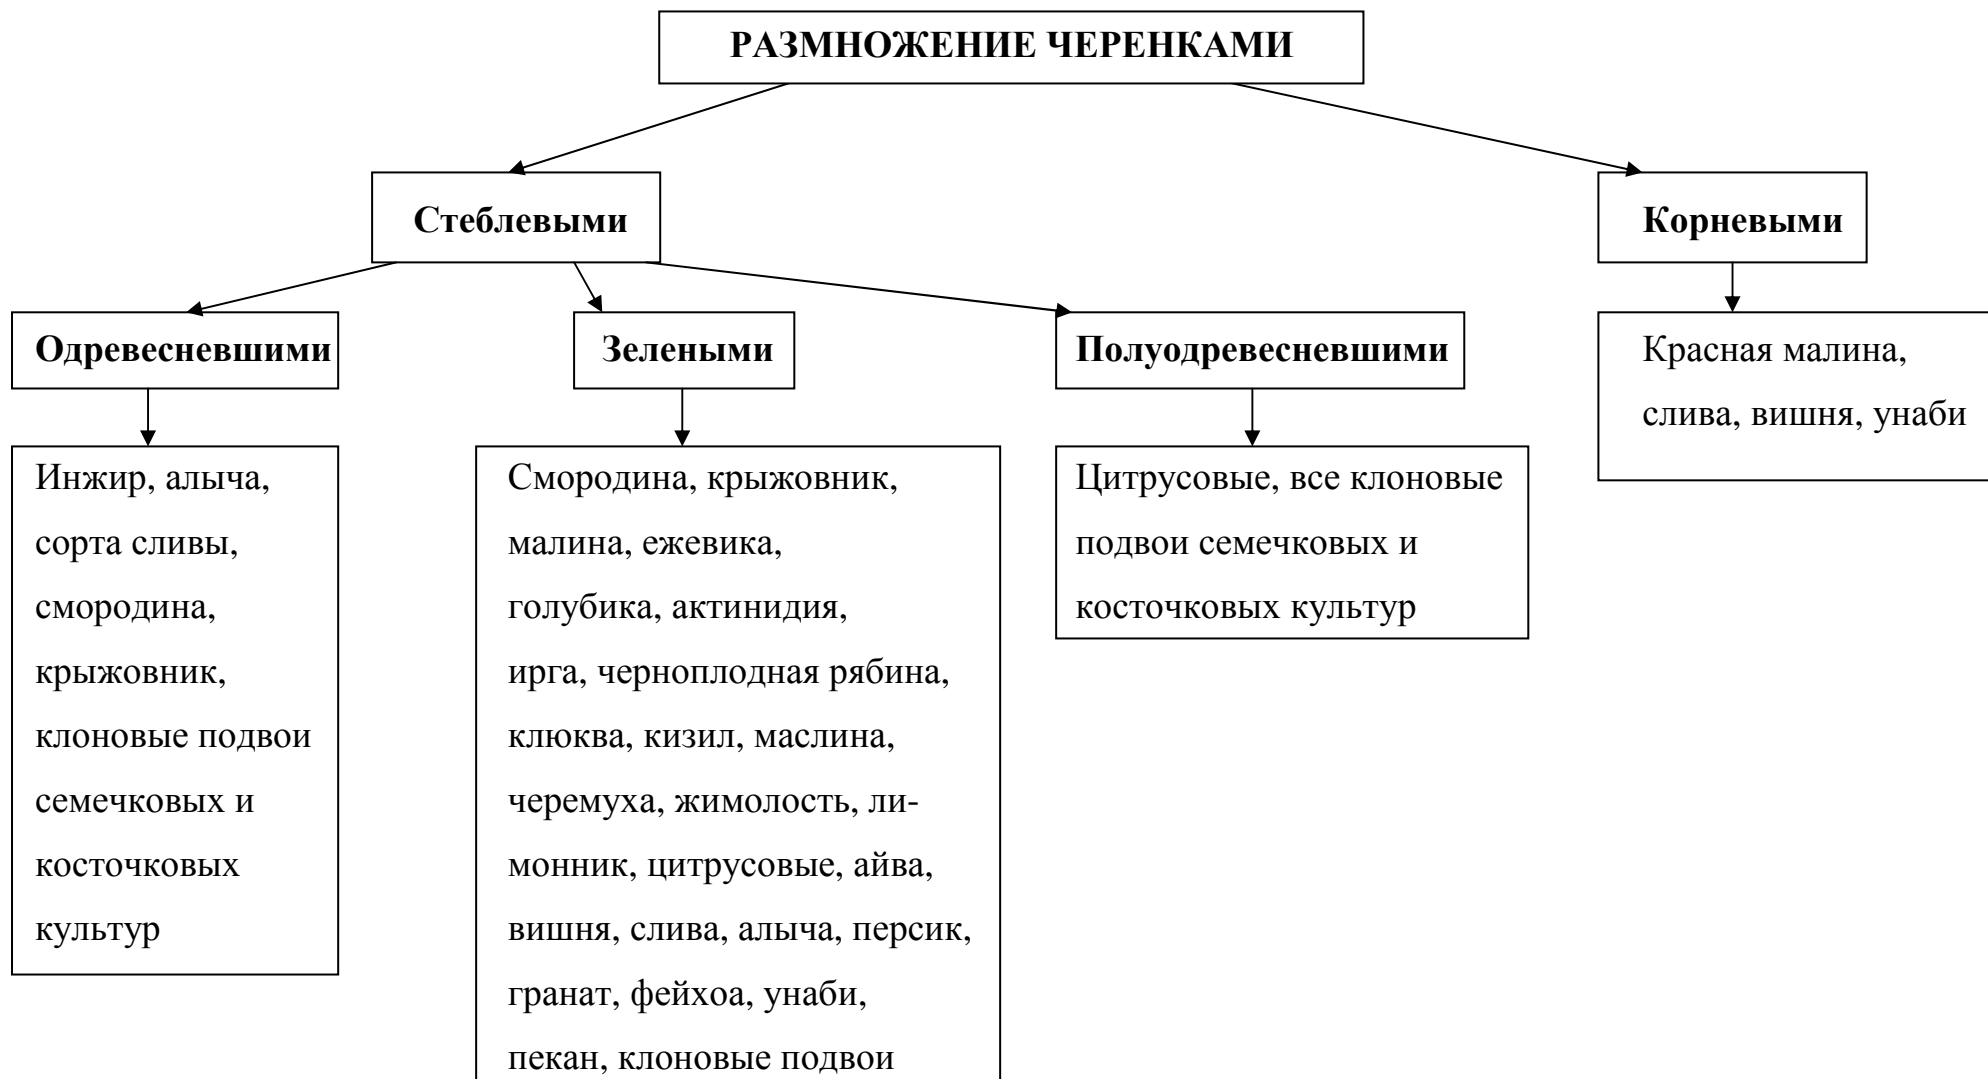 РАЗМНОЖЕНИЕ ЧЕРЕНКАМИ
Стеблевыми
Корневыми
Одревесневшими
Зелеными
Полуодревесневшими
Красная малина,
слива, вишня, унаби
Инжир, алыча,
сорта сливы,
смородина,
крыжовник,
клоновые подвои
семечковых и
косточковых
культур
Смородина, крыжовник,
малина, ежевика,
голубика, актинидия,
ирга, черноплодная рябина,
клюква, кизил, маслина,
черемуха, жимолость, ли-
монник, цитрусовые, айва,
вишня, слива, алыча, персик,
гранат, фейхоа, унаби,
пекан, клоновые подвои
Цитрусовые, все клоновые
подвои семечковых и
косточковых культур